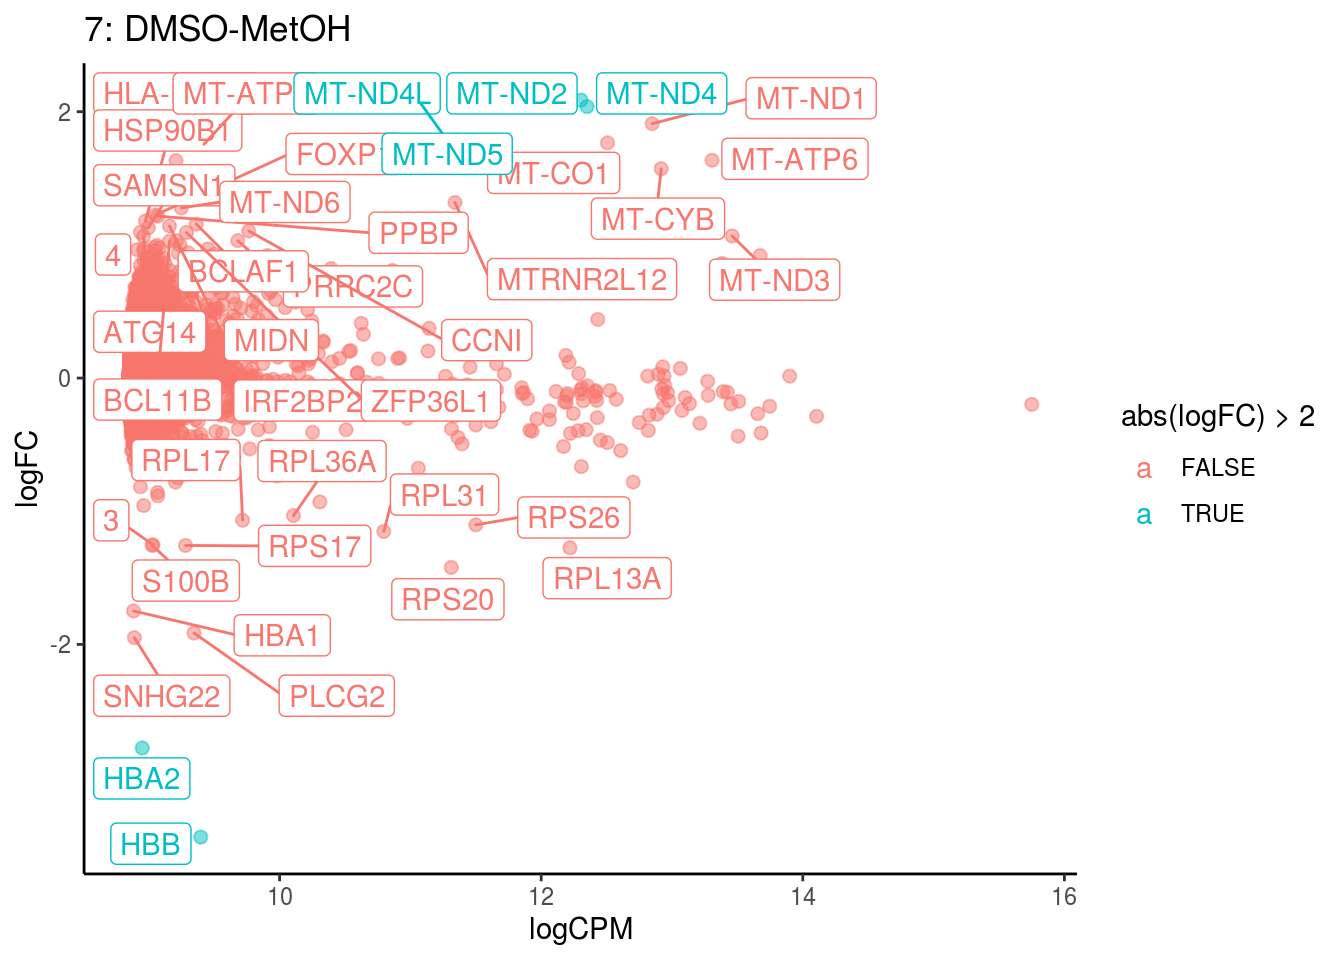 7: DMSO-MetOH
HLA-
MT-ATP
MT-ND4L
MT-ND2
MT-ND4
MT-ND1
HSP90B1
FOXP
MT-ND5
MT-CO1
MT-ATP6
SAMSN1
MT-ND6
MT-CYB
PPBP
4
BCLAF1
PRRC2C
MTRNR2L12
MT-ND3
ATG14
MIDN
CCNI
BCL11B
IRF2BP2
ZFP36L1
RPL17
RPL36A
RPL31
3
RPS26
RPS17
S100B
RPS20
RPL13A
HBA1
SNHG22
PLCG2
HBA2
HBB
2
0
-2
logFC
10
12
14
16
logCPM
abs(logFC) > 2
a FALSE
a TRUE